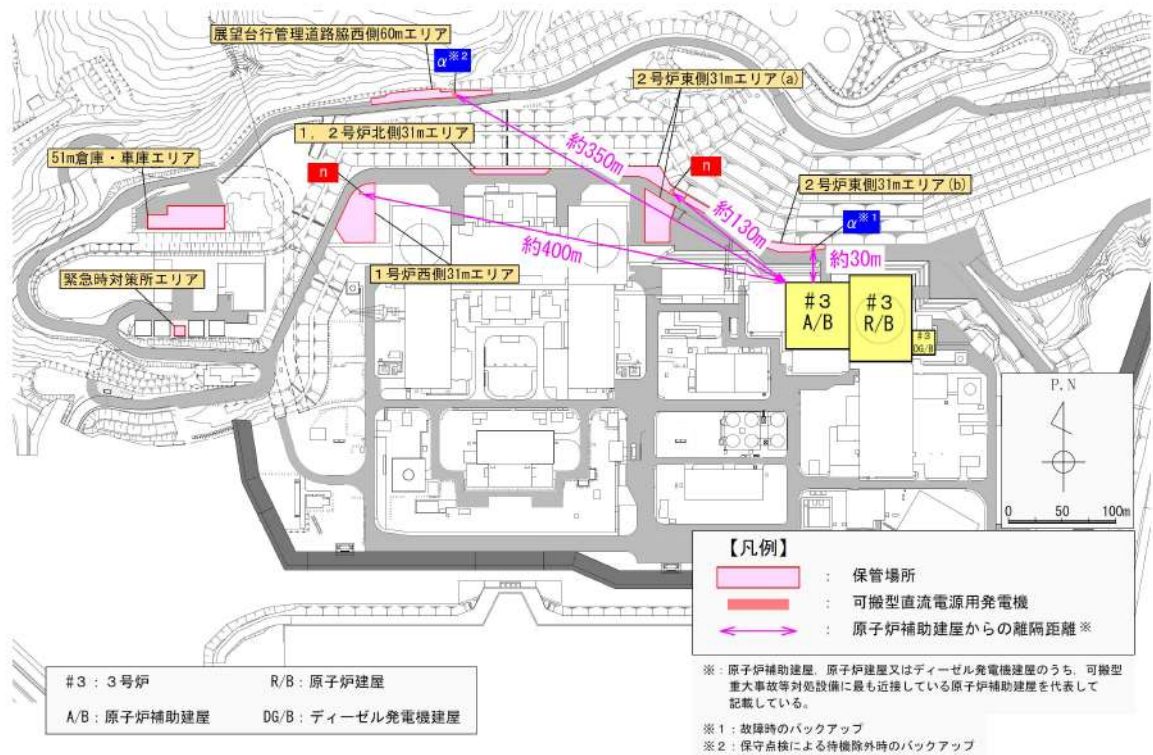 展望台行管理道路脇西側60mエリア
α※2
2号炉東側31mエリア(a)
1,2号炉北側31mエリア
51m倉庫・車庫エリア
n
約350m
n
2号炉東側31mエリア(b)
α※1
約130m
約400m
約30m
1号炉西側31mエリア
緊急時対策所エリア
#3
A/B
#3
R/B
#3
DG/B
P.N
0 50 100m
【凡例】
: 保管場所
: 可搬型直流電源用発電機
: 原子炉補助建屋からの離隔距離※
#3:3号炉 R/B:原子炉建屋
A/B:原子炉補助建屋 DG/B:ディーゼル発電機建屋
※:原子炉補助建屋,原子炉建屋又はディーゼル発電機建屋のうち,可搬型
重大事故等対処設備に最も近接している原子炉補助建屋を代表して
記載している。
※1:故障時のバックアップ
※2:保守点検による待機除外時のバックアップ